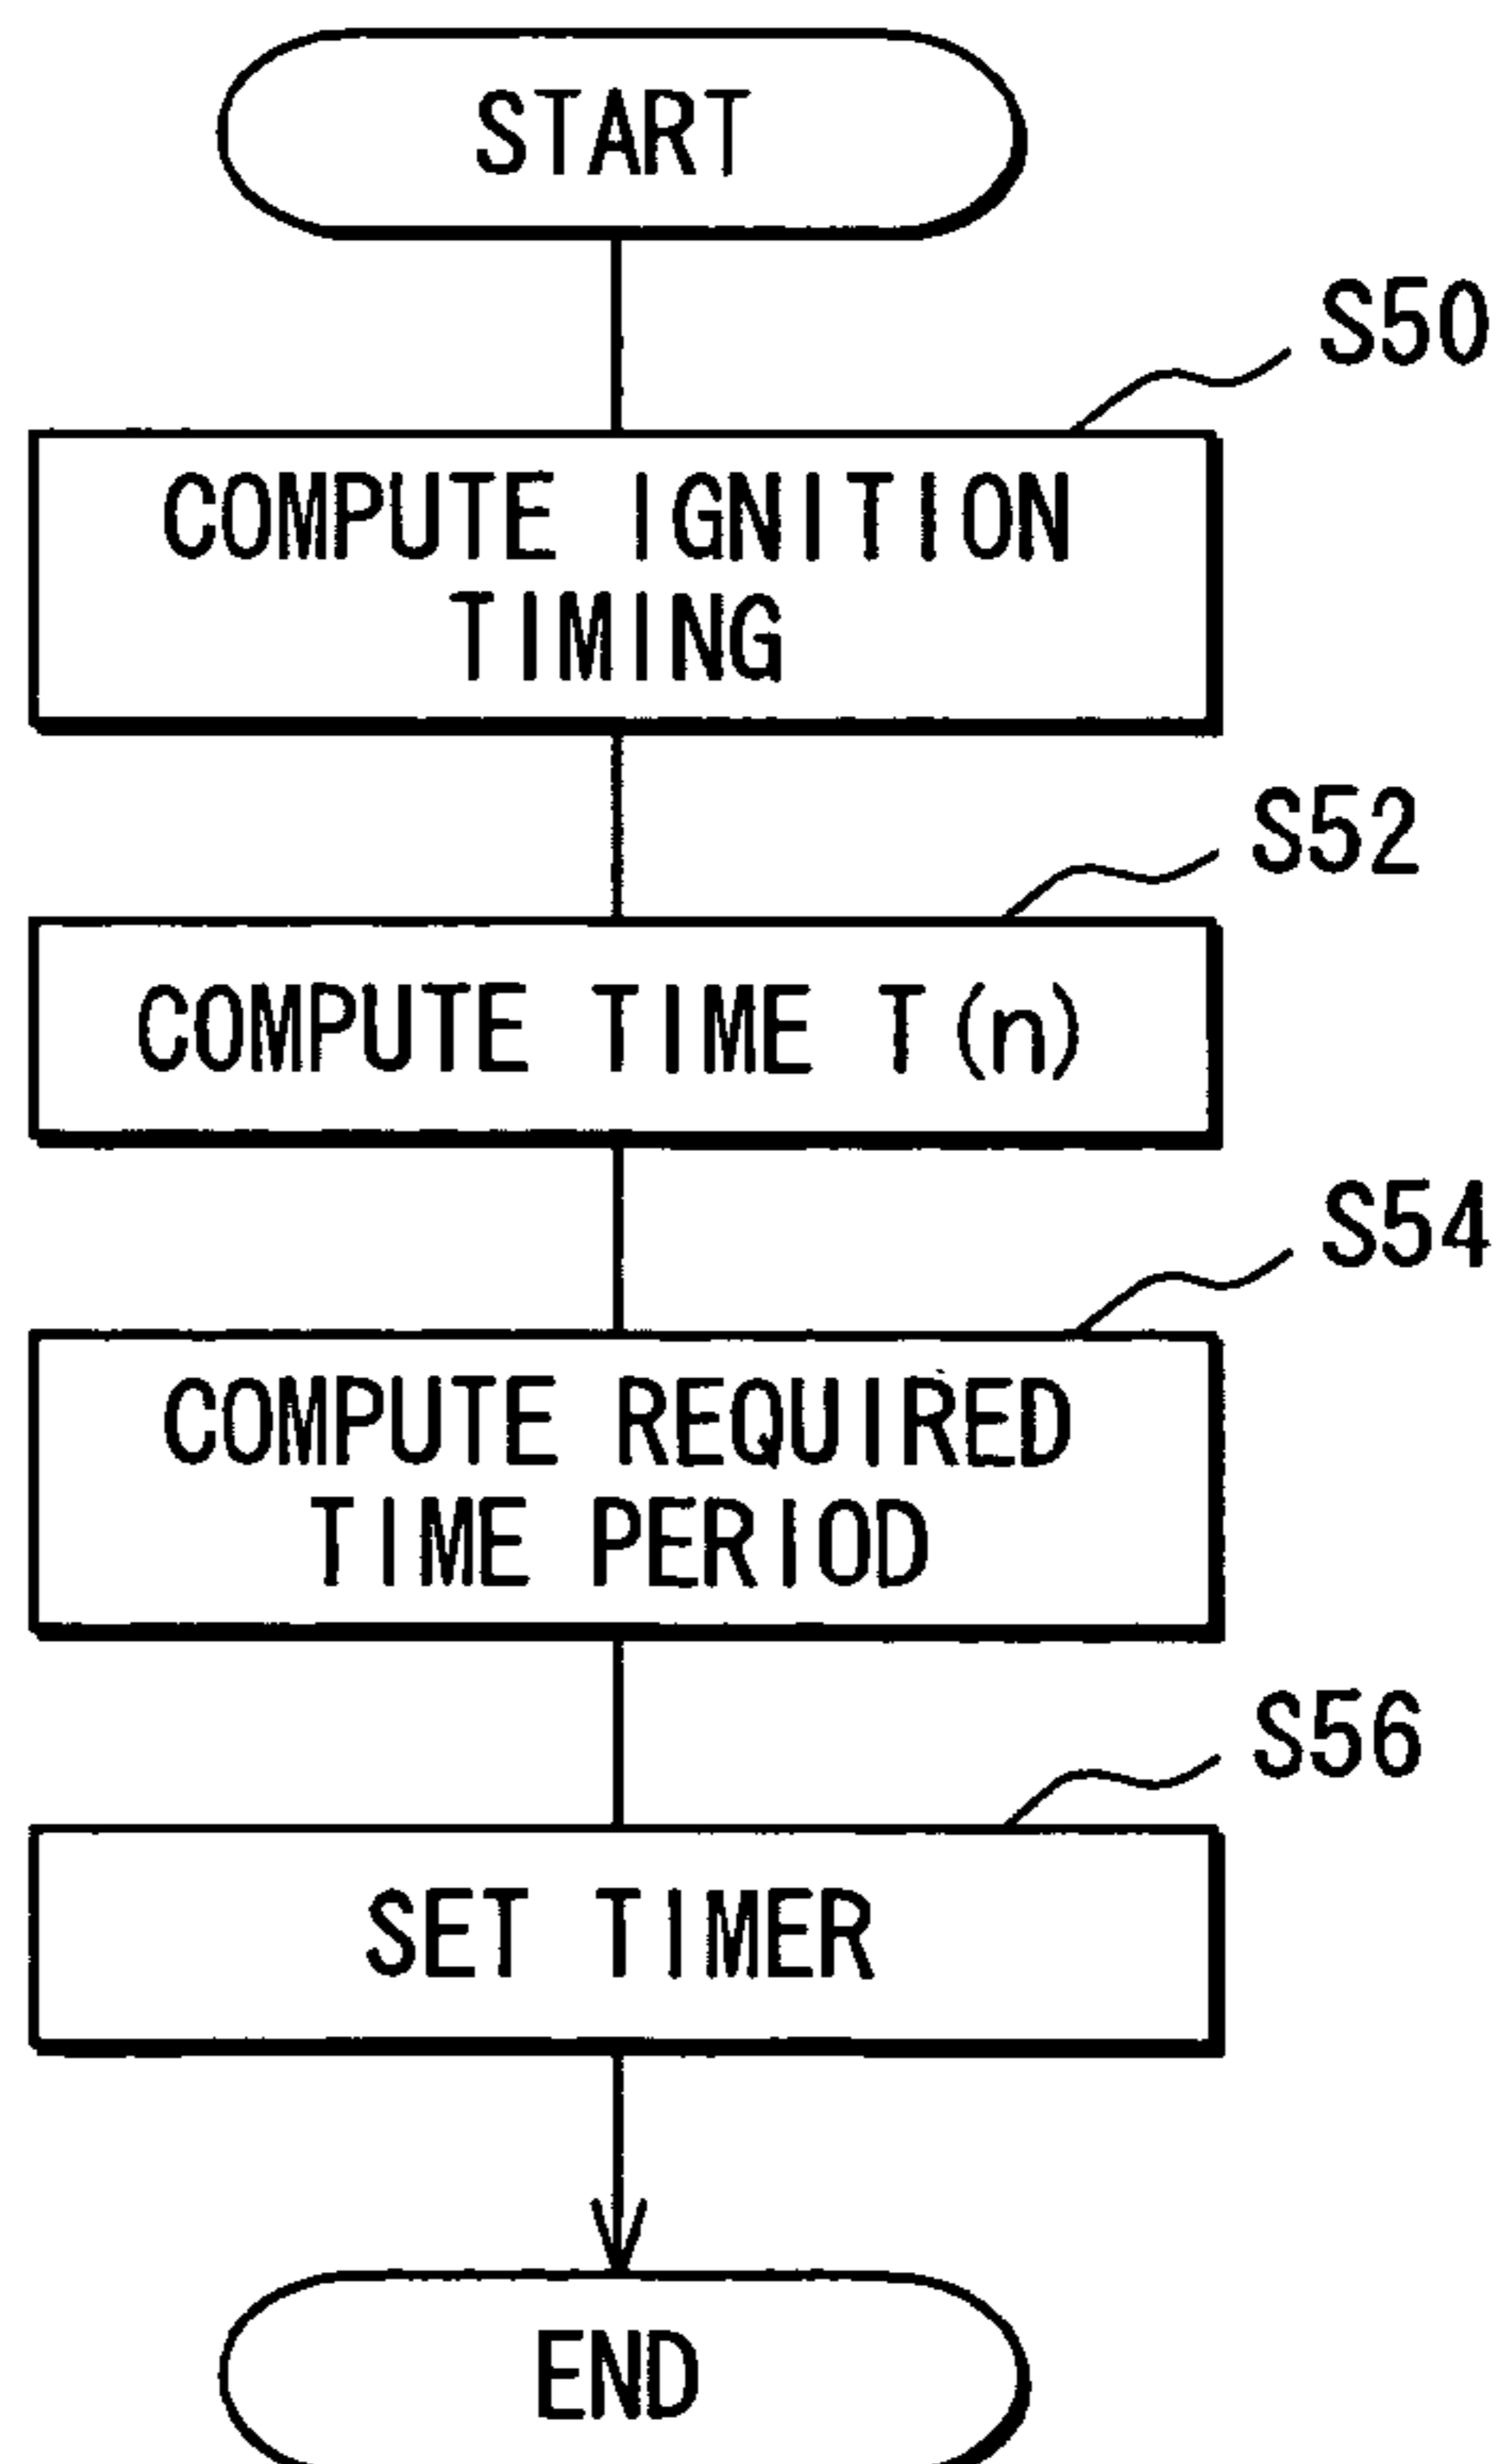 START
S50
COMPUTE IGNITION
TIMING
S52
COMPUTE TIME T(n)
S54
COMPUTE REQUIRED
TIME PERIOD
S56
SET TIMER
END